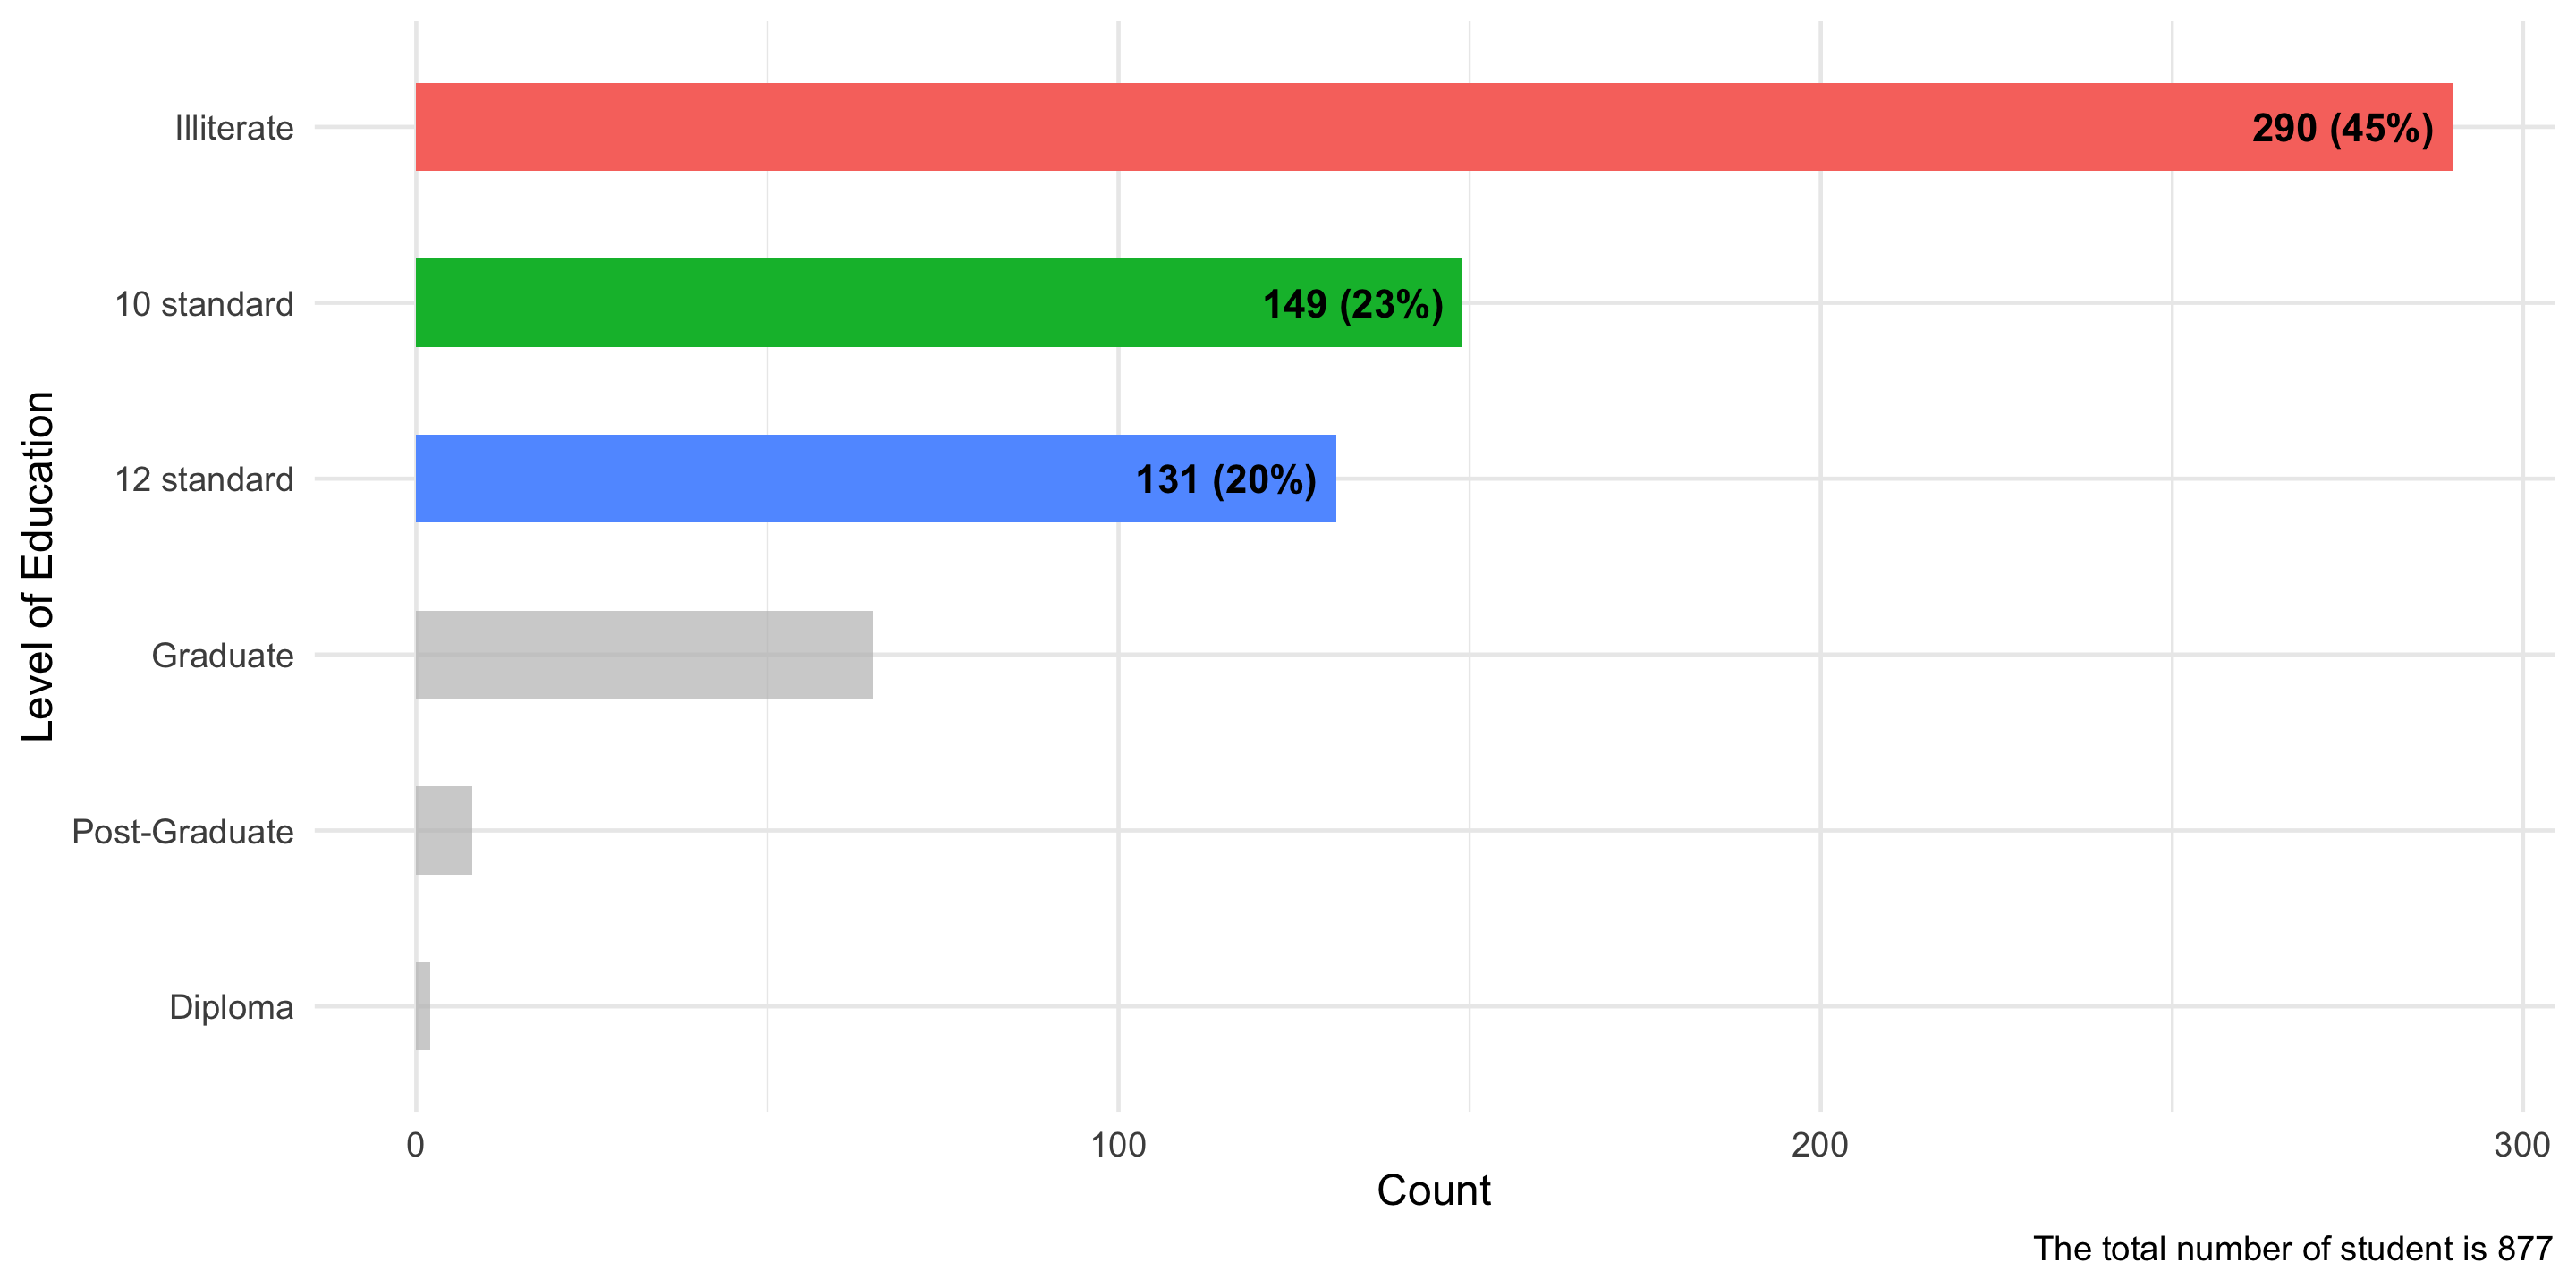 Illiterate
290 (45%)
10 standard
149 (23%)
12 standard
131 (20%)
Graduate
Post-Graduate
Diploma
Level of Education
0
100
200
300
Count
The total number of student is 877